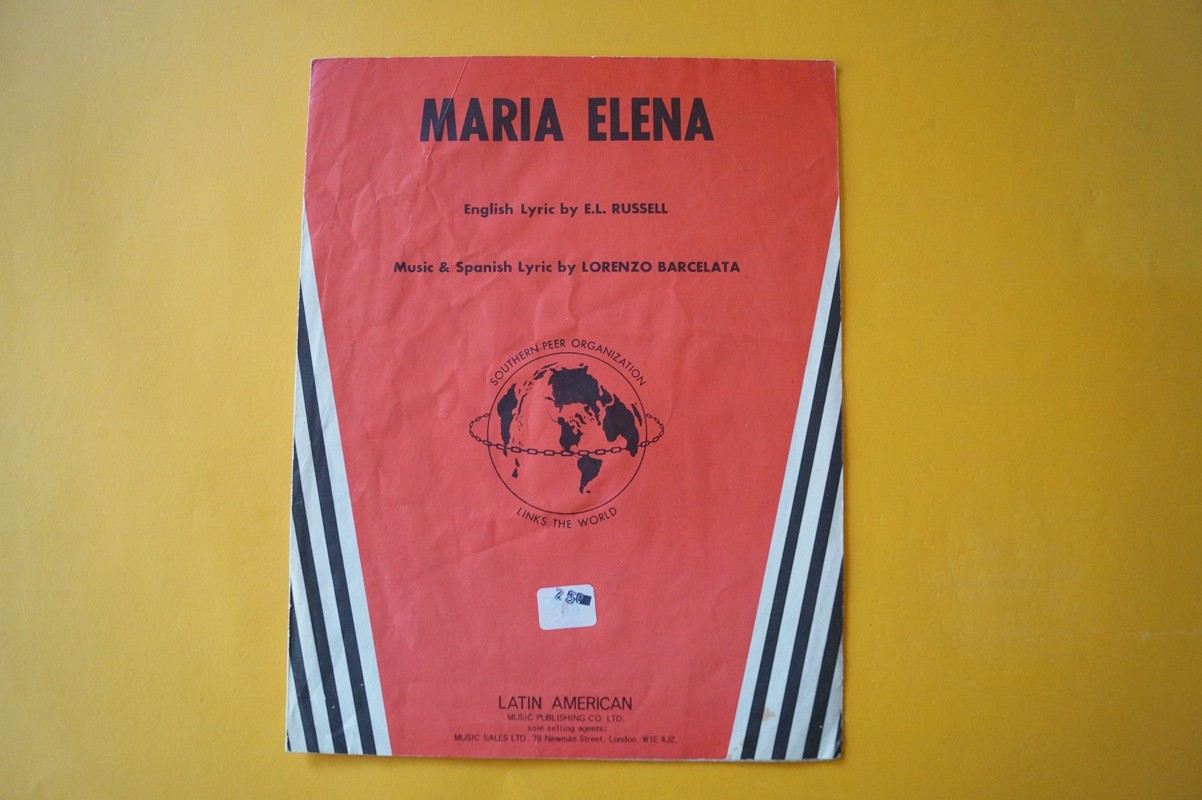 MARIA ELENA
English Lyric by E.L. RUSSELL
Music & Spanish Lyric by LORENZO BARCELATA
SOUTHERN-PEER ORGANIZATION
LINKS THE WORLD
LATIN AMERICAN
MUSIC PUBLISHING CO. LTD.
sole selling agents:
MUSIC SALES LTD. 78 Newman Street, London. W1E 4JZ.